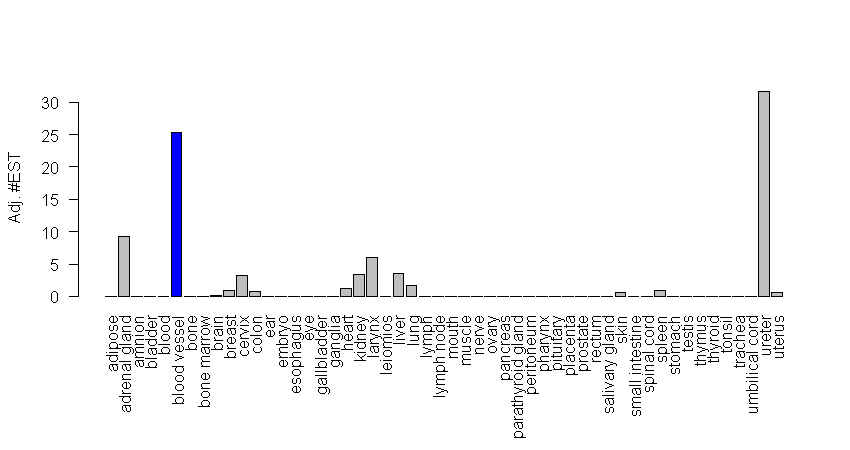 Adj. #EST
30
25
20
15
10
5
0
adipose
adrenal gland
amnion
bladder
blood
blood vessel
bone
bone marrow
brain
breast
cervix
colon
ear
embryo
esophagus
eye
gallbladder
ganglia
heart
kidney
larynx
leiomios
liver
lung
lymph
lymph node
mouth
muscle
nerve
ovary
pancreas
parathyroid gland
peritoneum
pharynx
pituitary
placenta
prostate
rectum
salivary gland
skin
small intestine
spinal cord
spleen
stomach
testis
thymus
thyroid
tonsil
trachea
umbilical cord
ureter
uterus